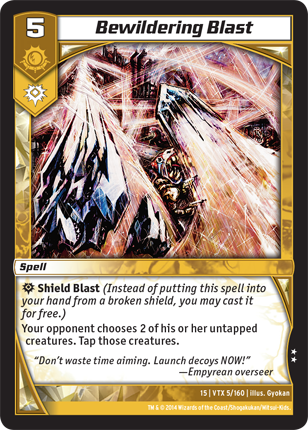 5
Bewildering Blast
Spell
Shield Blast (Instead of putting this spell into
your hand from a broken shield, you may cast it
for free.)
Your opponent chooses 2 of his or her untapped
creatures. Tap those creatures.
"Don't waste time aiming. Launch decoys NOW!"
—Empyrean overseer
15 | VTX 5/160 | illus. Gyokan
TM & © 2014 Wizards of the Coast/Shogakukan/Mitsui-Kids.